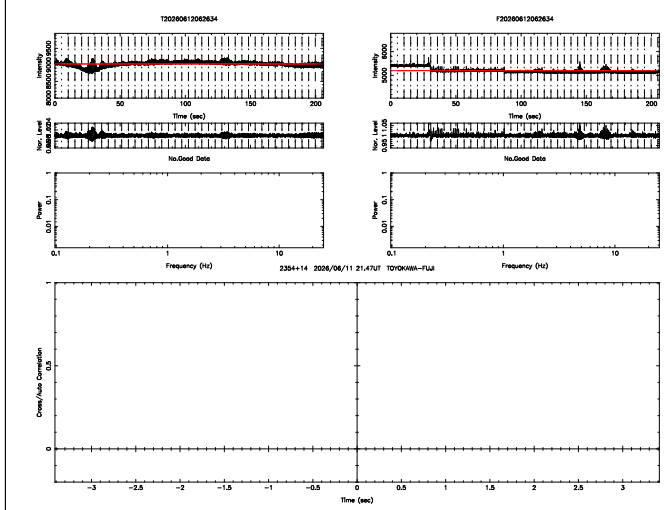 T20260612062634
F20260612062634
Intensity
8000 8500 9000 9500
0 50 100 150 200
Time (sec)
Intensity
5000 6000
0 50 100 150 200
Time (sec)
Nor. Level
Nor. Level
0.95 1 1.05
No.Good Data
No.Good Data
Power
1
0.1
0.01
0.1 1 10
Frequency (Hz)
Power
1
0.1
0.01
0.1 1 10
Frequency (Hz)
2354+14 2026/06/11 21.47UT TOYOKAWA-FUJI
Cross/Auto Correlation
1
0.5
0
-3 -2.5 -2 -1.5 -1 -0.5 0 0.5 1 1.5 2 2.5 3
Time (sec)